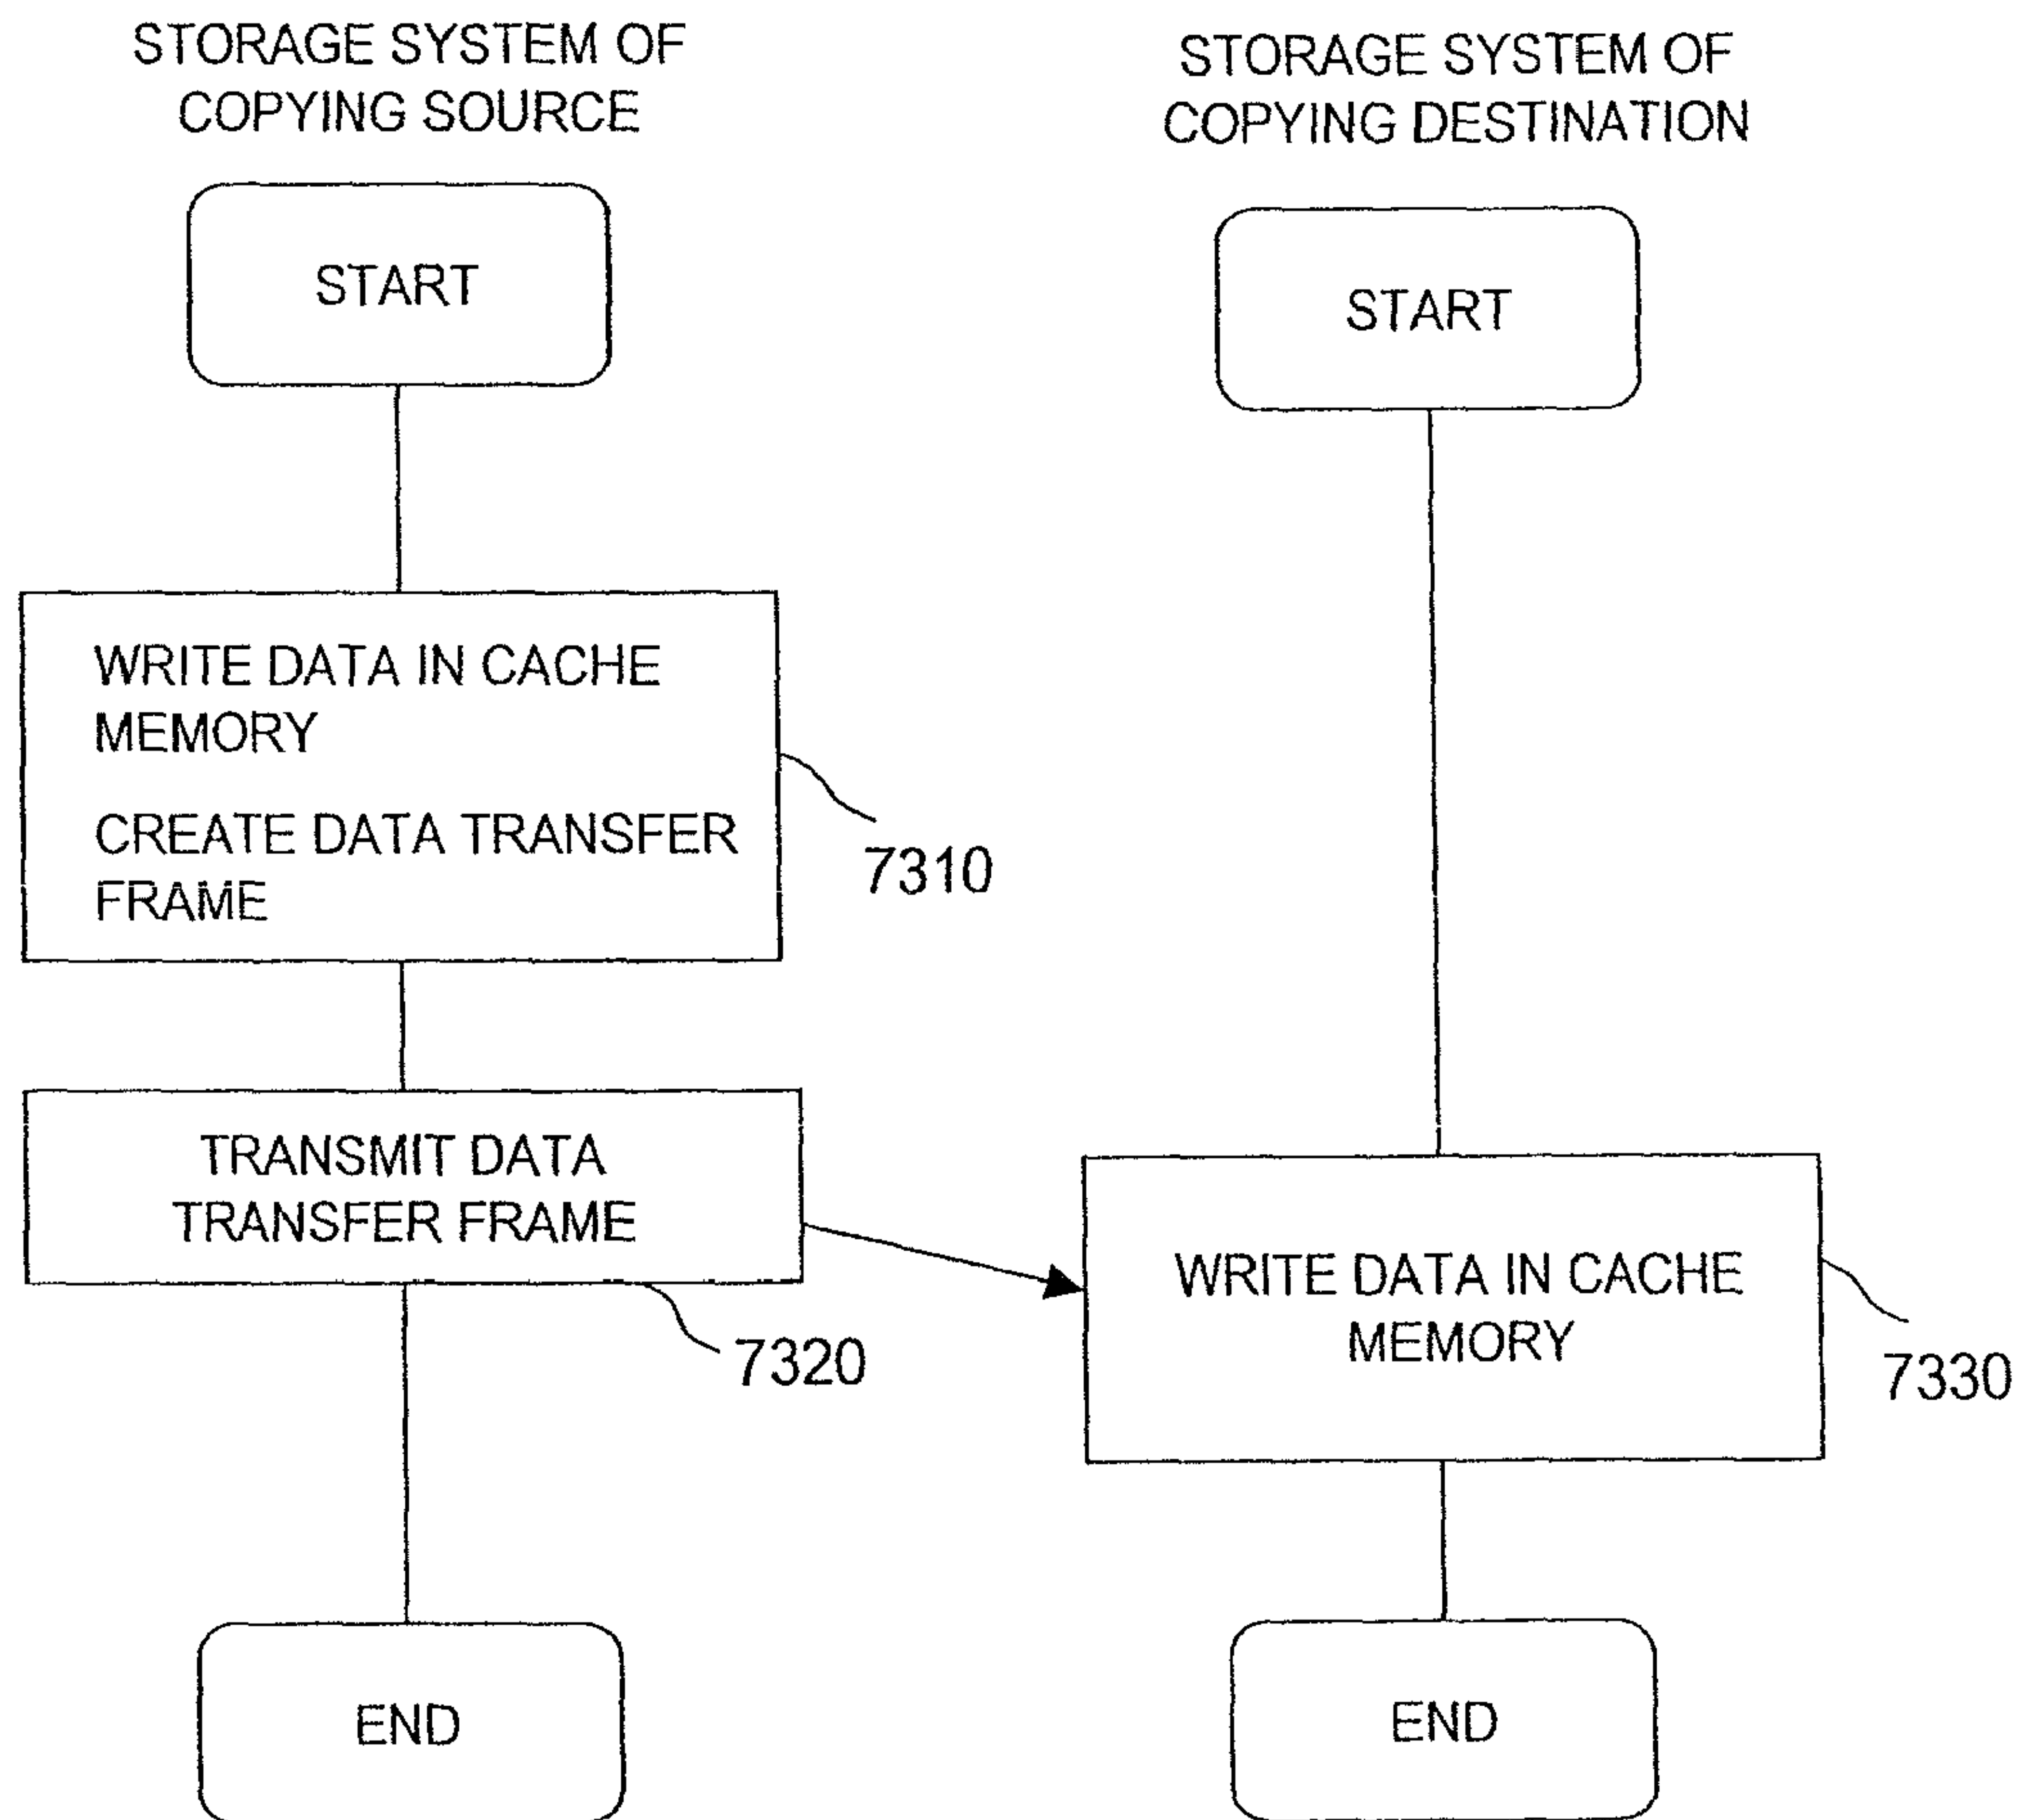 STORAGE SYSTEM OF
COPYING SOURCE
START
WRITE DATA IN CACHE
MEMORY
CREATE DATA TRANSFER
FRAME
7310
TRANSMIT DATA
TRANSFER FRAME
7320
END
STORAGE SYSTEM OF
COPYING DESTINATION
START
WRITE DATA IN CACHE
MEMORY
7330
END